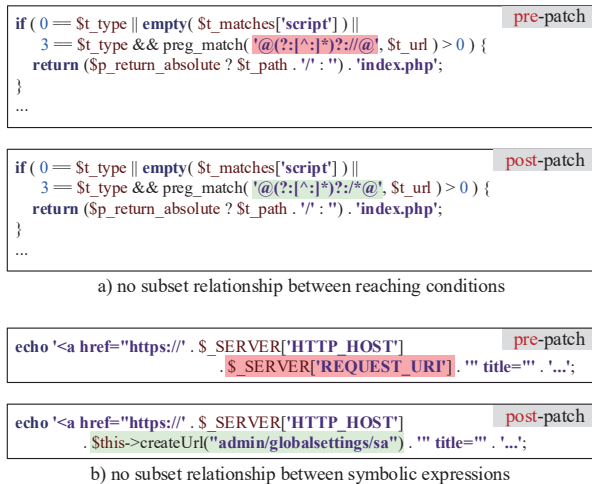 pre-patch
if ( 0 == $t_type || empty( $t_matches['script'] ) ||
3 == $t_type && preg_match( '@(?:[^:]*)?://@', $t_url ) > 0 ) {
return ($p_return_absolute ? $t_path . '/' : '') . 'index.php';
}
...
post-patch
if ( 0 == $t_type || empty( $t_matches['script'] ) ||
3 == $t_type && preg_match( '@(?:[^:]*)?:/*@', $t_url ) > 0 ) {
return ($p_return_absolute ? $t_path . '/' : '') . 'index.php';
}
...
a) no subset relationship between reaching conditions
pre-patch
echo '<a href="https://' . $_SERVER['HTTP_HOST']
. $_SERVER['REQUEST_URI'] . '" title="' . '...';
post-patch
echo '<a href="https://' . $_SERVER['HTTP_HOST']
. $this->createUrl("admin/globalsettings/sa") . '" title="' . '...';
b) no subset relationship between symbolic expressions